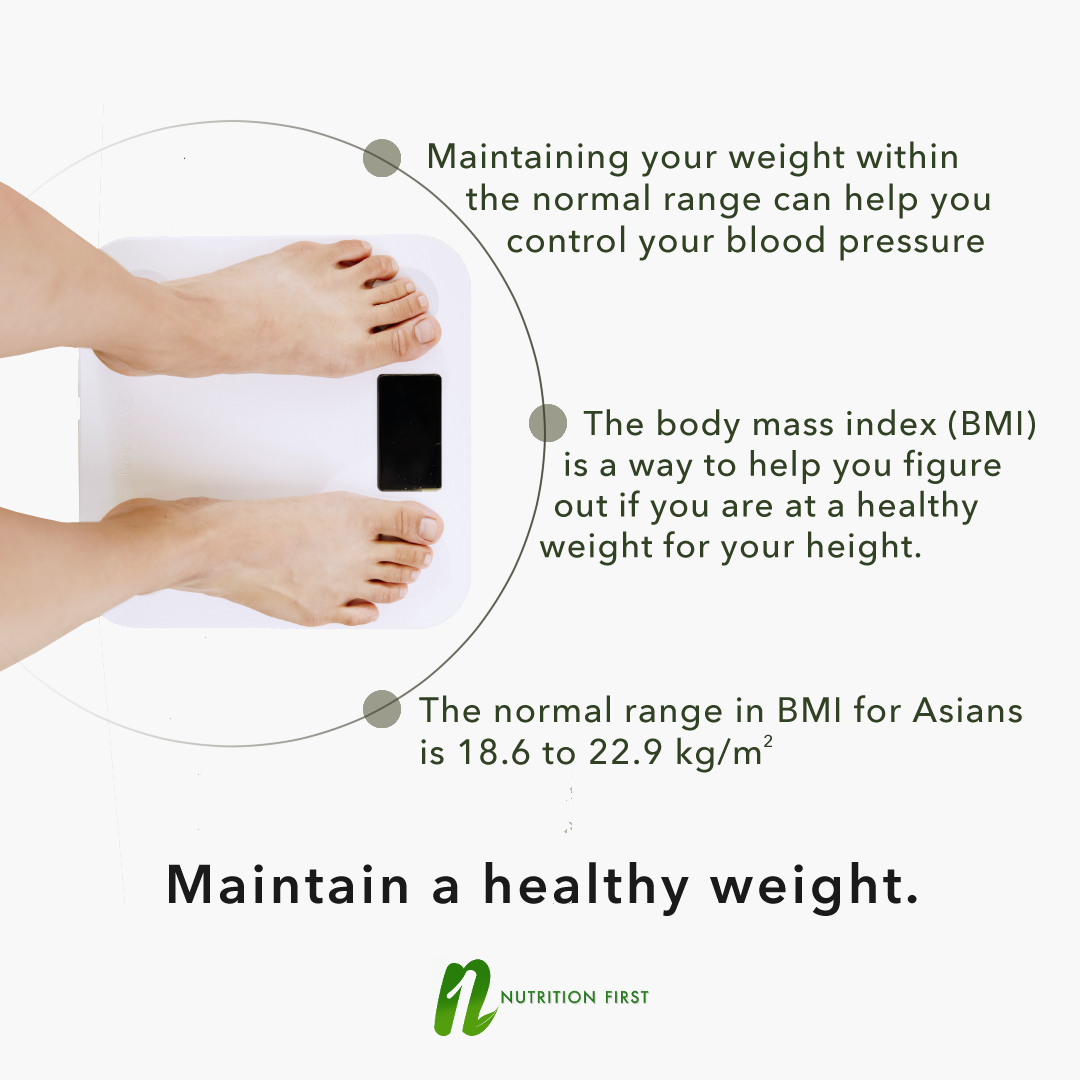 Maintaining your weight within
the normal range can help you
control your blood pressure
The body mass index (BMI)
is a way to help you figure
out if you are at a healthy
weight for your height.
The normal range in BMI for Asians
is 18.6 to 22.9 kg/m²
Maintain a healthy weight.
NUTRITION FIRST